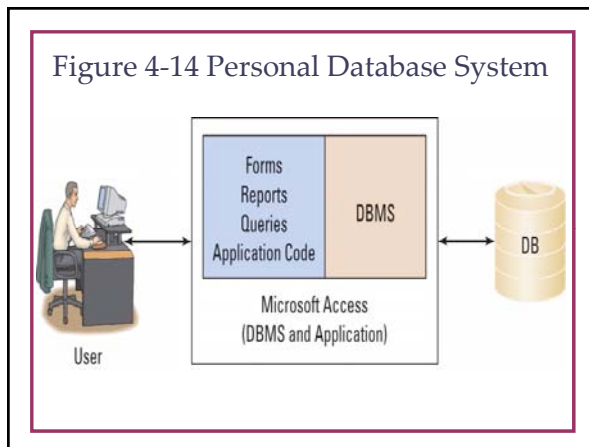 Figure 4-14 Personal Database System
Forms
Reports
Queries
Application Code
DBMS
DB
Microsoft Access
(DBMS and Application)
User